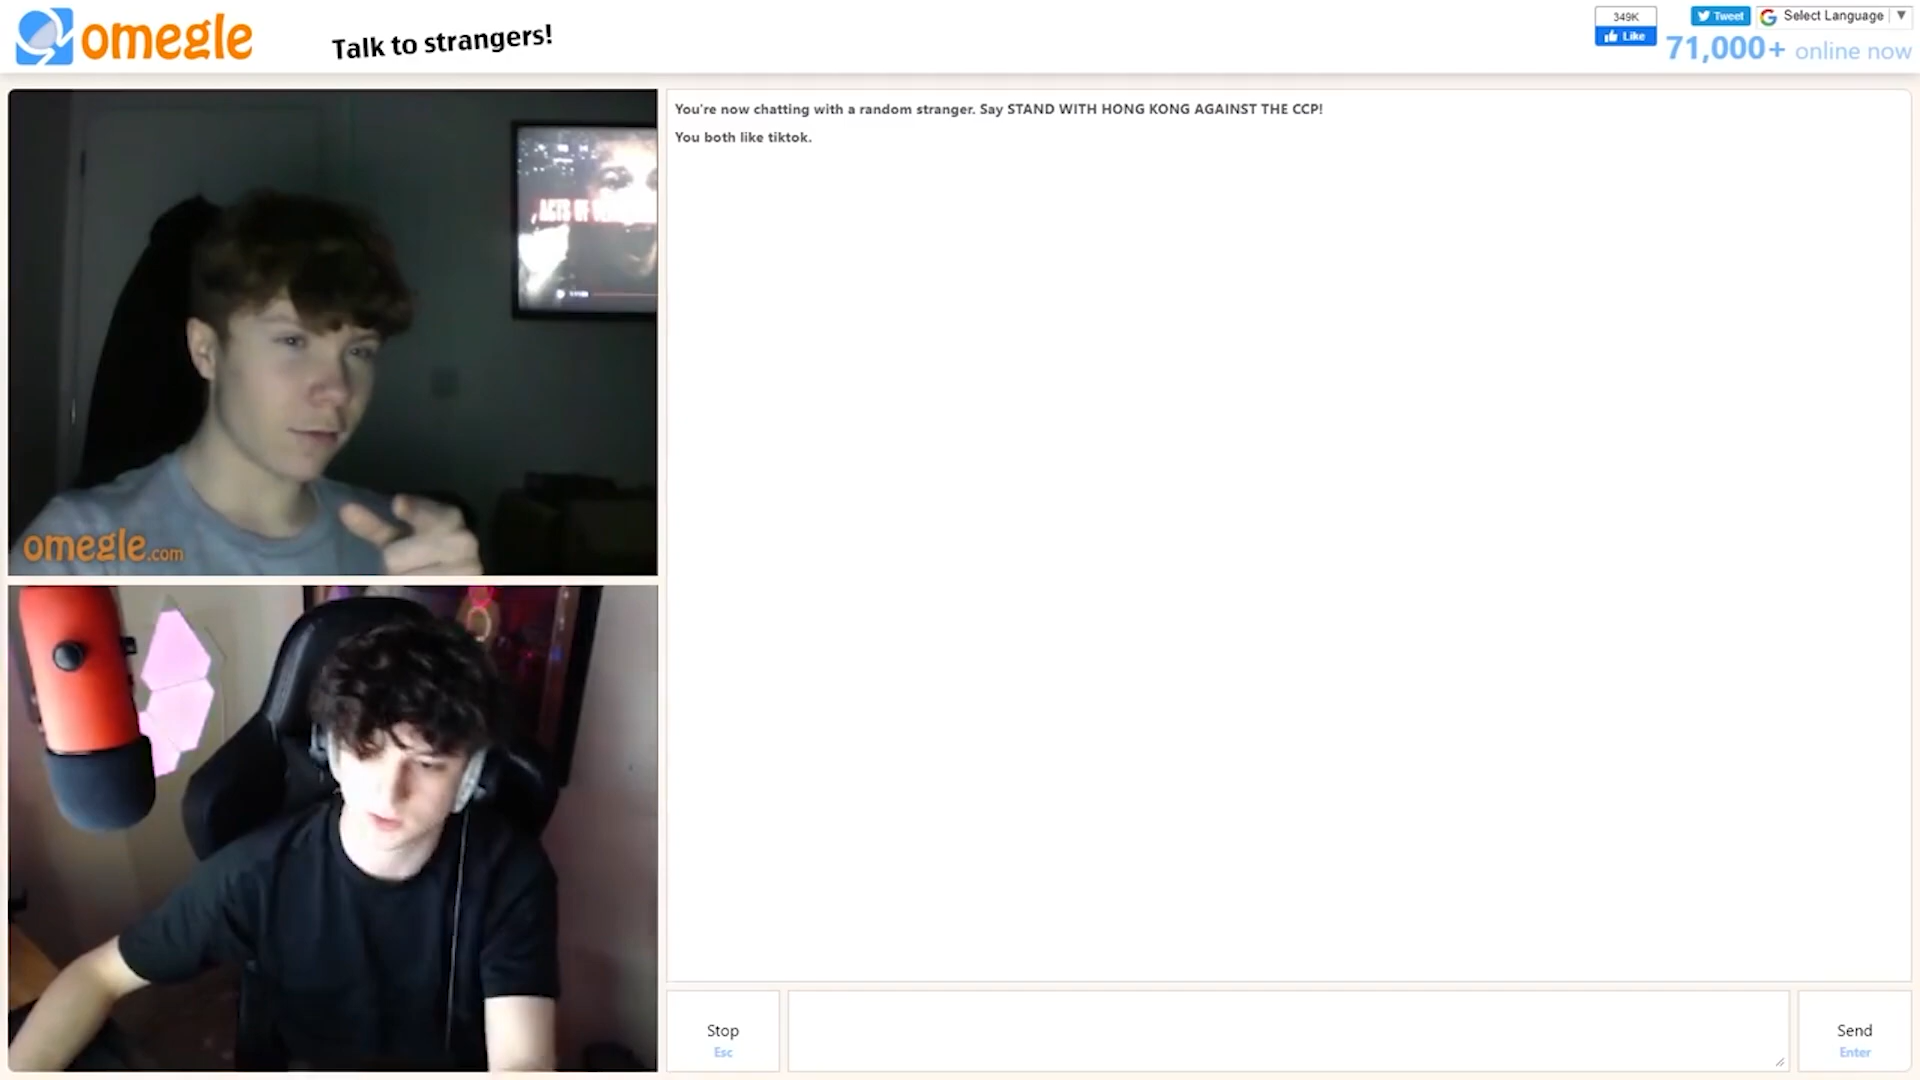 omegle
Talk to strangers!
349K
Like
Tweet
Select Language
71,000+ online now
You're now chatting with a random stranger. Say STAND WITH HONG KONG AGAINST THE CCP!
You both like tiktok.
ACTS OF
omegle.com
Stop
Esc
Send
Enter